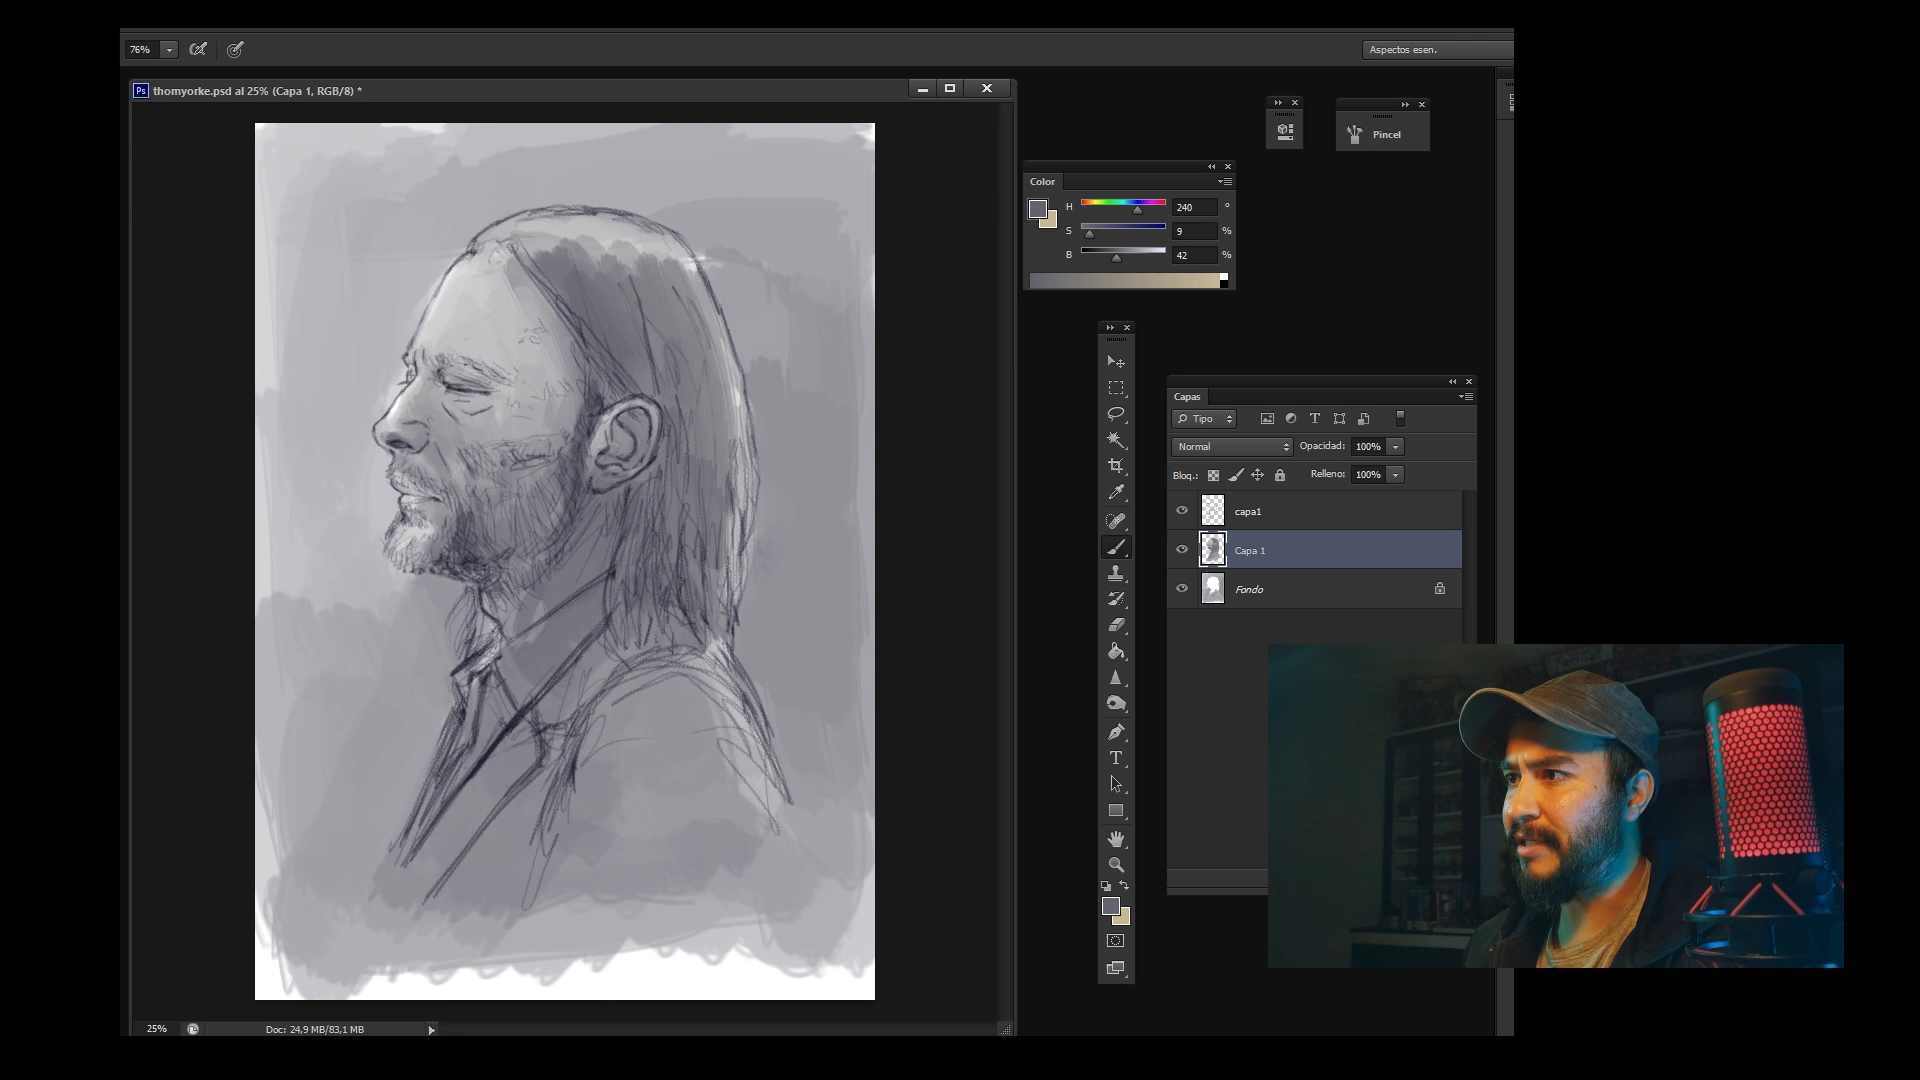 76%
Aspectos esen.
Ps thomyorke.psd al 25% (Capa 1, RGB/8) *
Pincel
Color
H 240 °
S 9 %
B 42 %
Capas
Tipo
T
Normal Opacidad: 100%
Bloq.: Relleno: 100%
capa1
Capa 1
Fondo
T
25% Doc: 24,9 MB/83,1 MB